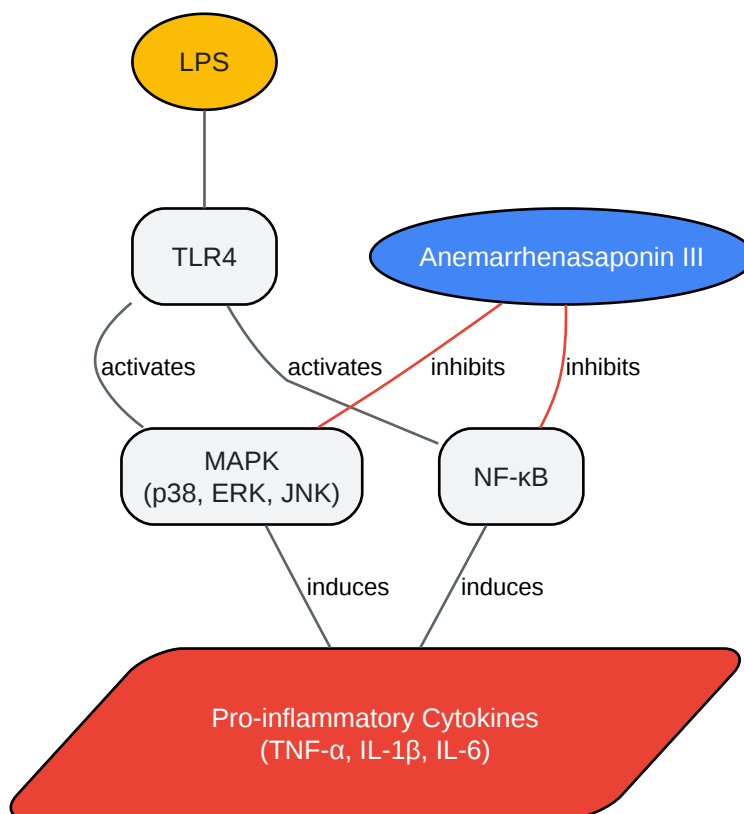 LPS
TLR4
Anemarrhenasaponin III
activates
activates
inhibits
inhibits
MAPK
(p38, ERK, JNK)
NF-κB
induces
induces
Pro-inflammatory Cytokines
(TNF-α, IL-1β, IL-6)